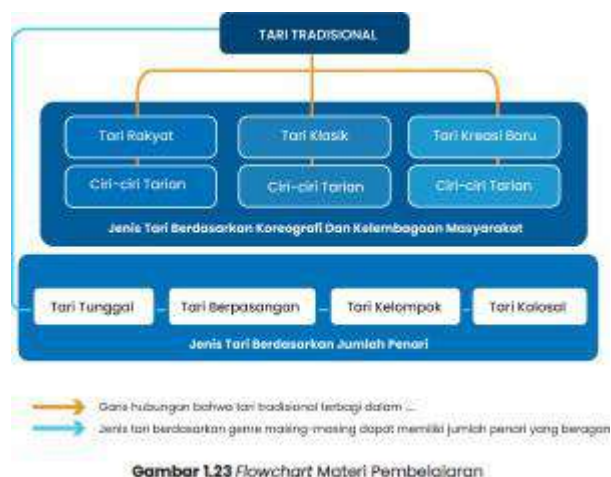 TARI TRADISIONAL
Tari Rakyat
Tari Klasik
Tari Kreasi Baru
Ciri-ciri Tarian
Ciri-ciri Tarian
Ciri-ciri Tarian
Jenis Tari Berdasarkan Koreografi Dan Kelembagaan Masyarakat
Tari Tunggal
Tari Berpasangan
Tari Kelompok
Tari Kolosal
Jenis Tari Berdasarkan Jumlah Penari
Garis hubungan bahwa tari tradisional terbagi dalam ...
Jenis tari berdasarkan genre masing-masing dapat memiliki jumlah penari yang beragam
Gambar 1.23 Flowchart Materi Pembelajaran